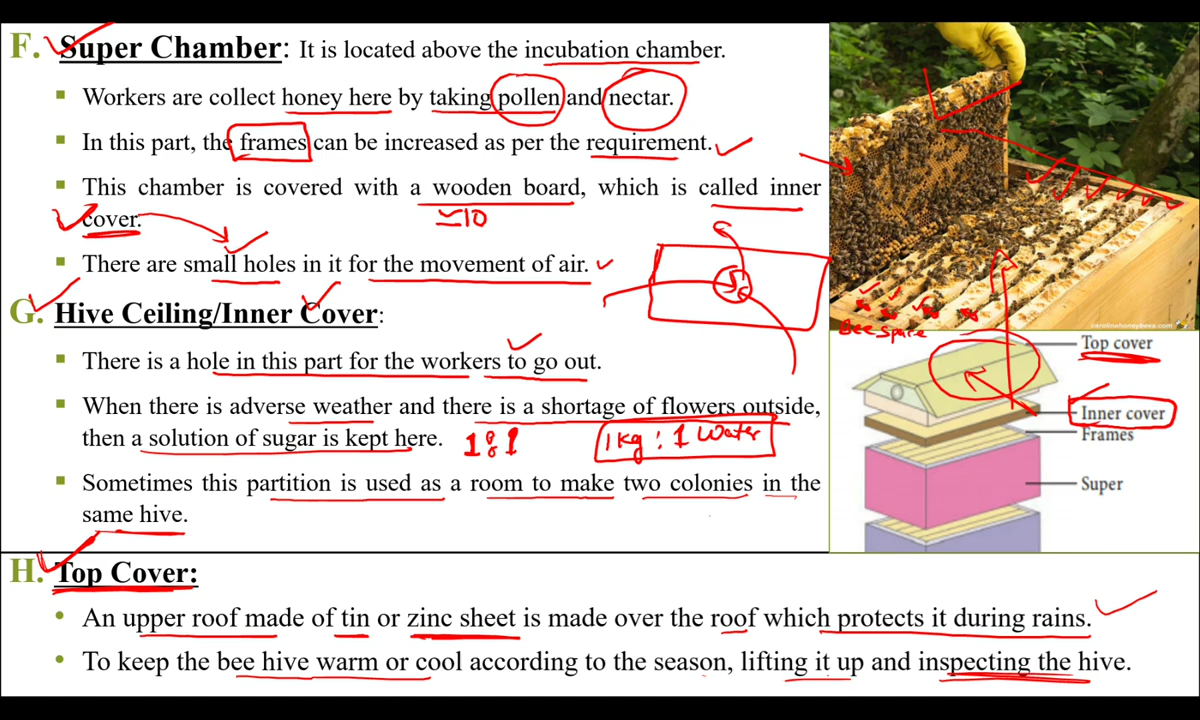 F. Super Chamber: It is located above the incubation chamber.
▪ Workers are collect honey here by taking pollen and nectar.
▪ In this part, the frames can be increased as per the requirement.
▪ This chamber is covered with a wooden board, which is called inner
cover.
≃10
▪ There are small holes in it for the movement of air.
G. Hive Ceiling/Inner Cover:
▪ There is a hole in this part for the workers to go out.
▪ When there is adverse weather and there is a shortage of flowers outside,
then a solution of sugar is kept here.
1:1
1kg : 1 Water
▪ Sometimes this partition is used as a room to make two colonies in the
same hive.
H. Top Cover:
• An upper roof made of tin or zinc sheet is made over the roof which protects it during rains.
• To keep the bee hive warm or cool according to the season, lifting it up and inspecting the hive.
carolinahoneybees.com
Bee space
Top cover
Inner cover
Frames
Super